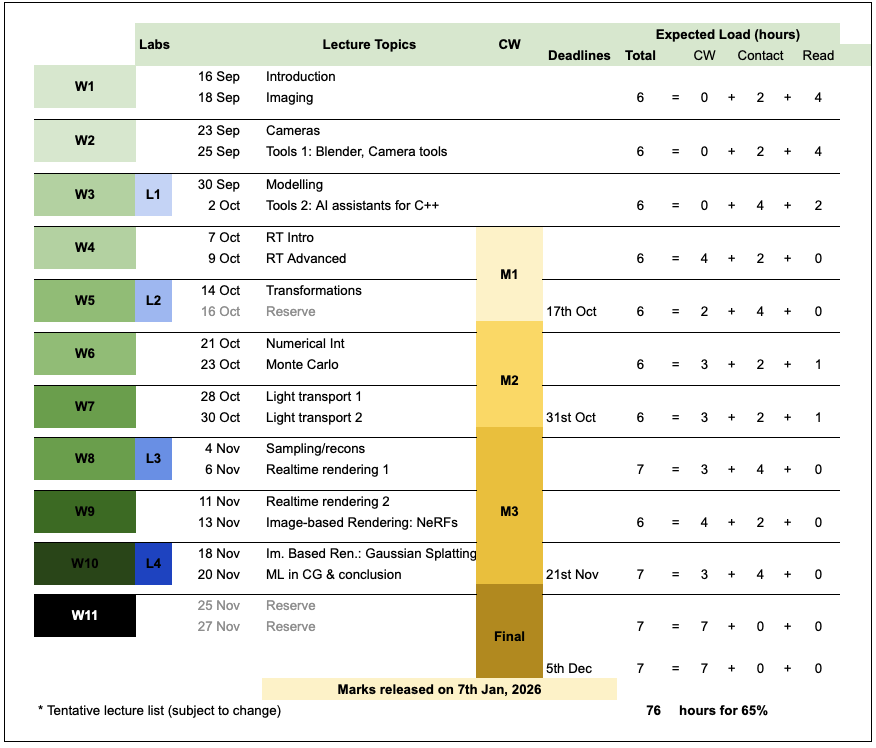 Labs Lecture Topics CW Deadlines Expected Load (hours)
Total CW Contact Read
W1 16 Sep Introduction
18 Sep Imaging 6 = 0 + 2 + 4
W2 23 Sep Cameras
25 Sep Tools 1: Blender, Camera tools 6 = 0 + 2 + 4
W3 L1 30 Sep Modelling
2 Oct Tools 2: AI assistants for C++ 6 = 0 + 4 + 2
W4 7 Oct RT Intro
9 Oct RT Advanced 6 = 4 + 2 + 0
M1
W5 L2 14 Oct Transformations
16 Oct Reserve 17th Oct 6 = 2 + 4 + 0
W6 21 Oct Numerical Int
23 Oct Monte Carlo 6 = 3 + 2 + 1
M2
W7 28 Oct Light transport 1
30 Oct Light transport 2 31st Oct 6 = 3 + 2 + 1
W8 L3 4 Nov Sampling/recons
6 Nov Realtime rendering 1 7 = 3 + 4 + 0
W9 11 Nov Realtime rendering 2
M3
13 Nov Image-based Rendering: NeRFs 6 = 4 + 2 + 0
W10 L4 18 Nov Im. Based Ren.: Gaussian Splatting
20 Nov ML in CG & conclusion 21st Nov 7 = 3 + 4 + 0
W11 25 Nov Reserve
27 Nov Reserve 7 = 7 + 0 + 0
Final
5th Dec 7 = 7 + 0 + 0
Marks released on 7th Jan, 2026
* Tentative lecture list (subject to change) 76 hours for 65%